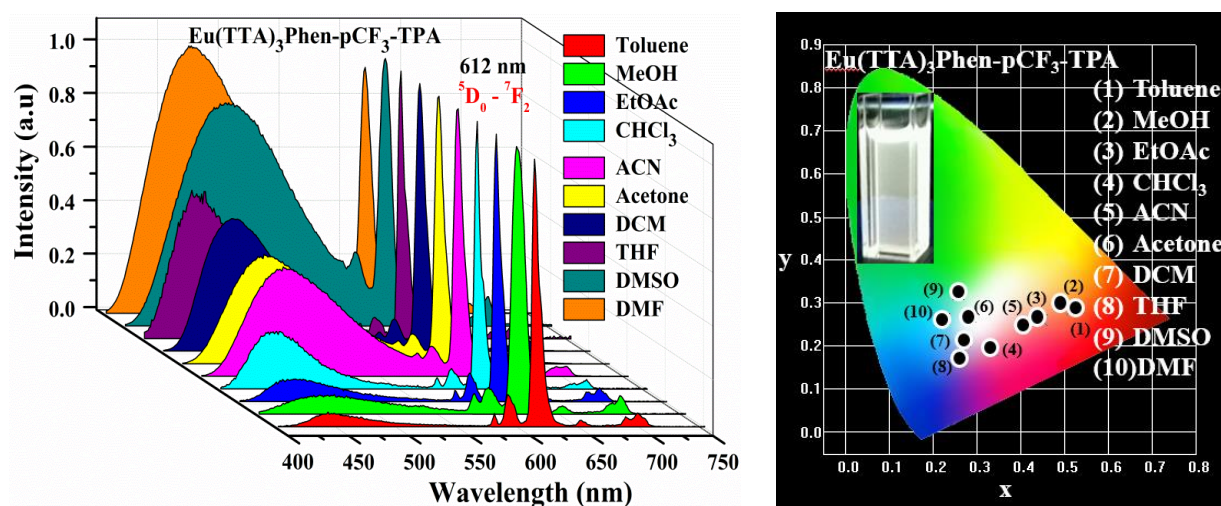 Eu(TTA)3Phen-pCF3-TPA
612 nm
5D0 - 7F2
Toluene
MeOH
EtOAc
CHCl3
ACN
Acetone
DCM
THF
DMSO
DMF
Intensity (a.u)
1.0
0.8
0.6
0.4
0.2
0.0
400 450 500 550 600 650 700 750
Wavelength (nm)
Eu(TTA)3Phen-pCF3-TPA
(1) Toluene
(2) MeOH
(3) EtOAc
(4) CHCl3
(5) ACN
(6) Acetone
(7) DCM
(8) THF
(9) DMSO
(10)DMF
0.9
0.8
0.7
0.6
0.5
0.4
0.3
0.2
0.1
0.0
y
(9)
(10)
(6)
(5)
(3)
(2)
(1)
(7)
(4)
(8)
0.0 0.1 0.2 0.3 0.4 0.5 0.6 0.7 0.8
x